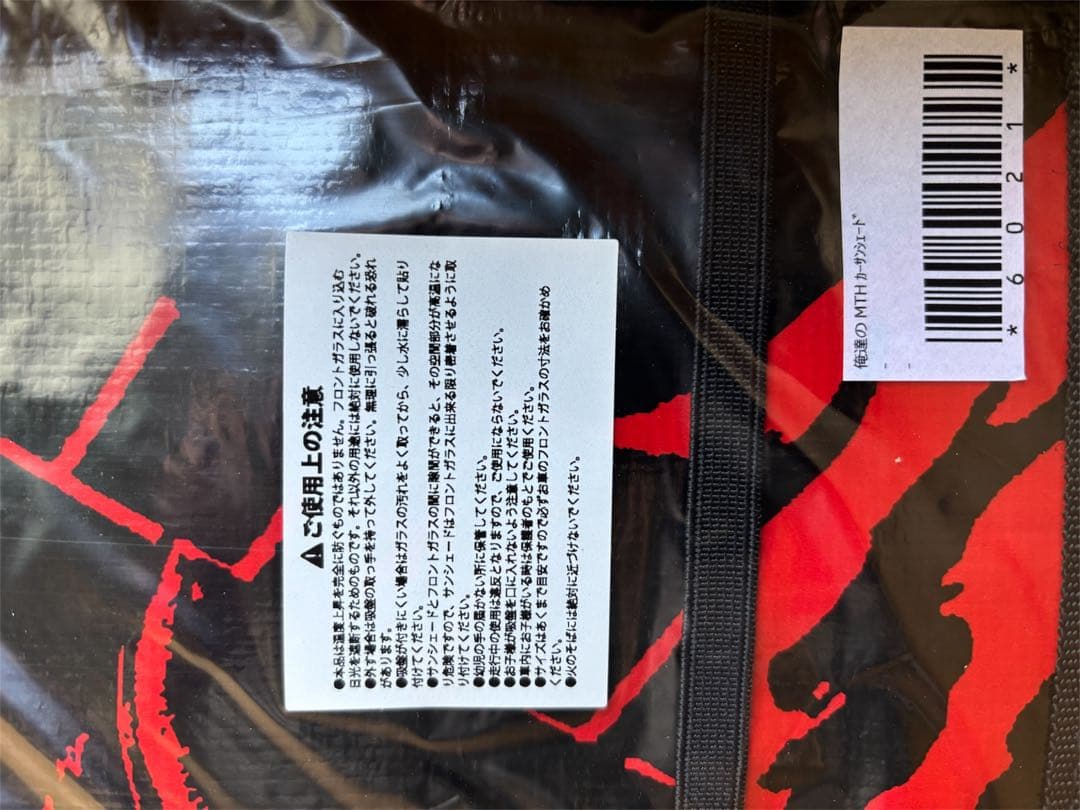 ⚠ご使用上の注意
●本品は温度上昇を完全に防ぐものではありません。フロントガラスに入り込む
日光を遮断するためのものです。それ以外の用途には絶対に使用しないでください。
●外す場合は吸盤の取っ手を持って外してください。無理に引っ張ると破れる恐れ
があります。
●吸盤が付きにくい場合はガラスの汚れをよく取ってから、少し水に濡らして貼り
付けてください。
●サンシェードとフロントガラスの間に隙間ができると、その空間部分が高温にな
り危険ですので、サンシェードはフロントガラスに出来る限り密着させるように取
り付けてください。
●幼児の手の届かない所に保管してください。
●走行中の使用は違反となりますので、ご使用にならないでください。
●お子様が吸盤を口に入れないよう注意してください。
●車内にお子様がいる時は保護者のもとでご使用ください。
●サイズはあくまで目安ですので必ずお車のフロントガラスの寸法をお確かめ
ください。
●火のそばには絶対に近づけないでください。
俺達の MTH ｶｰｻﾝｼｪｰﾄﾞ
-
-
*6021*